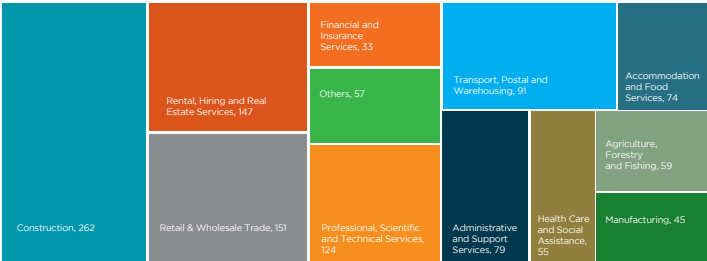 Construction, 262
Rental, Hiring and Real
Estate Services, 147
Retail & Wholesale Trade, 151
Financial and
Insurance
Services, 33
Others, 57
Professional, Scientific
and Technical Services,
124
Transport, Postal and
Warehousing, 91
Accommodation
and Food
Services, 74
Administrative
and Support
Services, 79
Health Care
and Social
Assistance,
55
Agriculture,
Forestry
and Fishing, 59
Manufacturing, 45